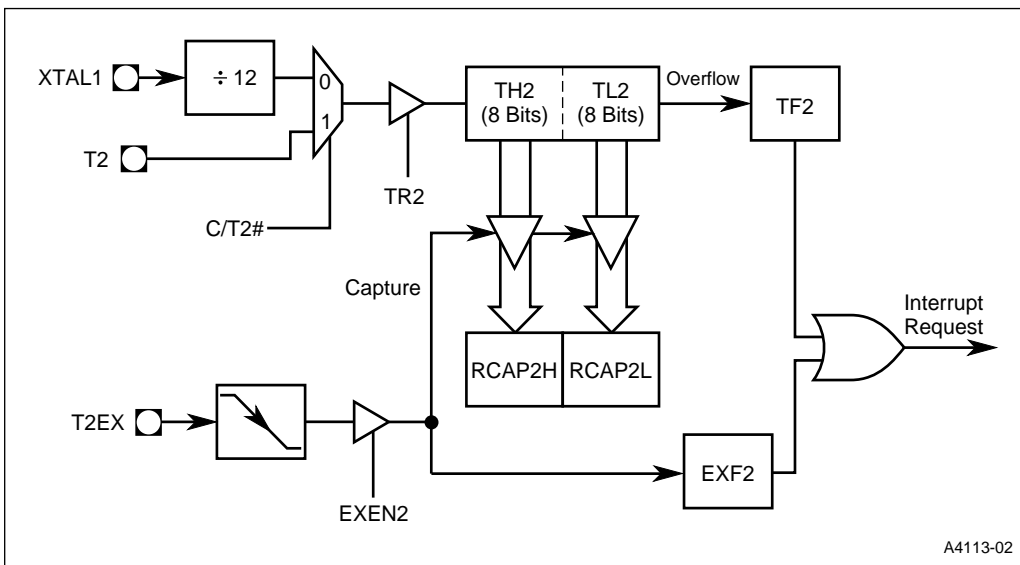 XTAL1
÷ 12
0
1
T2
C/T2#
TR2
TH2
(8 Bits)
TL2
(8 Bits)
Overflow
TF2
Capture
RCAP2H
RCAP2L
Interrupt
Request
T2EX
EXEN2
EXF2
A4113-02